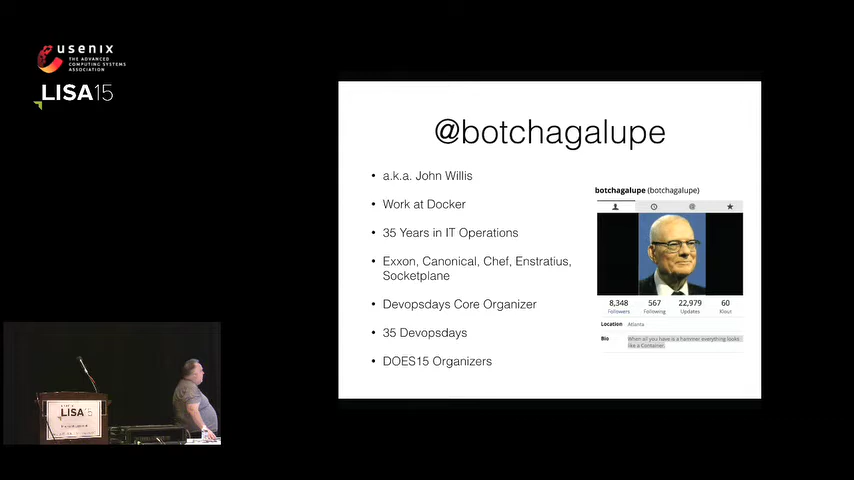 usenix
THE ADVANCED
COMPUTING SYSTEMS
ASSOCIATION
LISA15
@botchagalupe
• a.k.a. John Willis
• Work at Docker
• 35 Years in IT Operations
• Exxon, Canonical, Chef, Enstratius,
Socketplane
• Devopsdays Core Organizer
• 35 Devopsdays
• DOES15 Organizers
botchagalupe (botchagalupe)
@
8,348 567 22,979 60
Followers Following Updates Klout
Location Atlanta
Bio When all you have is a hammer everything looks
like a Container.
LISA15